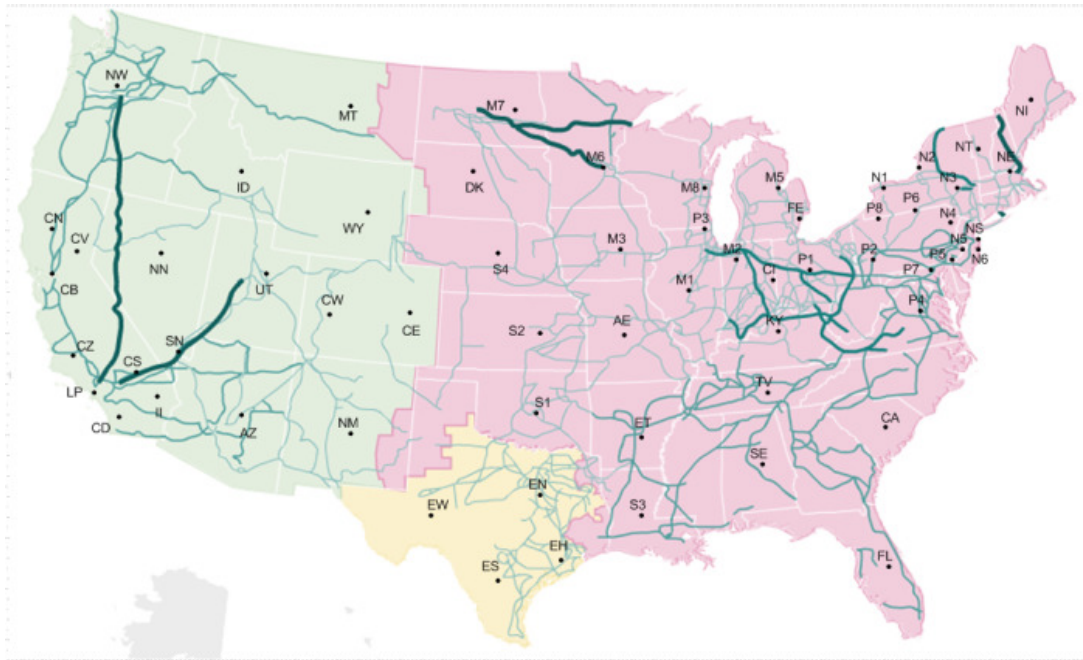 NI
NW
M7
MT
NT
N2
M6
NE
ID
DK
M8
M5
N1
N3
P6
WY
FE
P8
N4
CN
P3
NS
CV
NN
M3
M2
P2
N5
P5
N6
S4
CI
P1
P7
UT
CB
M1
CW
P4
CE
S2
AE
KY
SN
CZ
CS
LP
TV
II
CD
AZ
S1
NM
ET
CA
SE
EN
EW
S3
EH
ES
FL